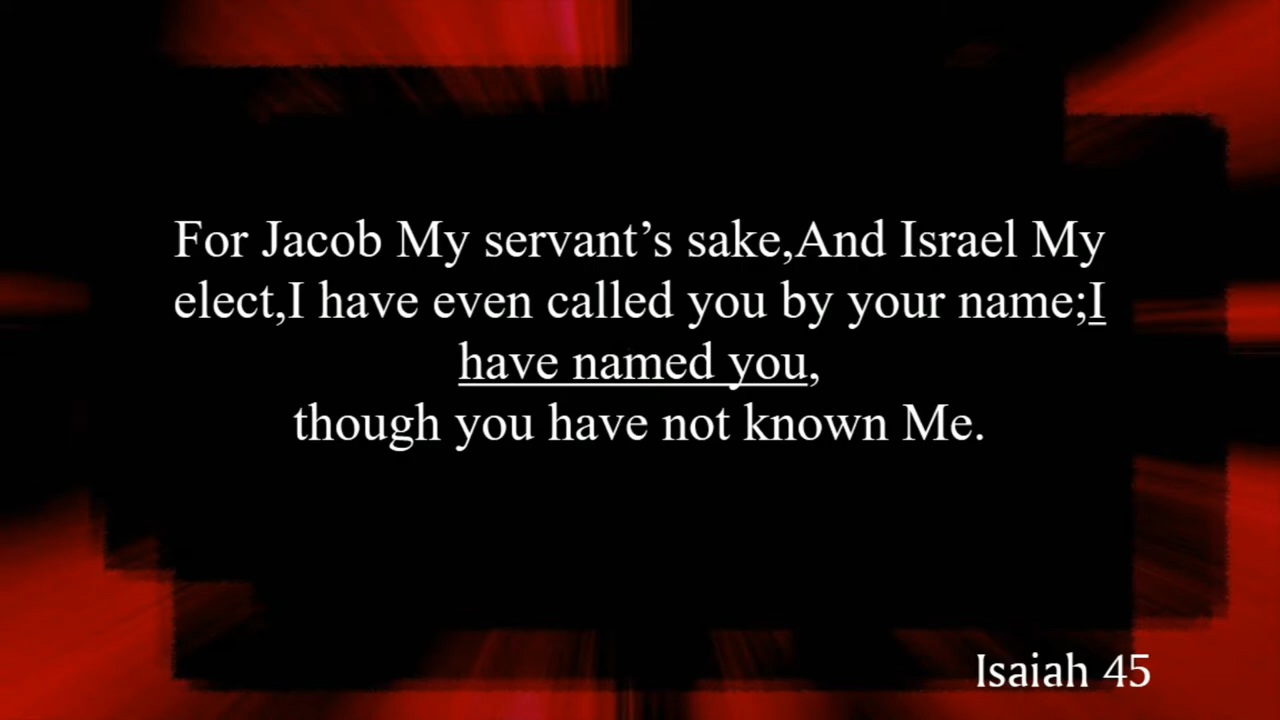 For Jacob My servant’s sake,And Israel My
elect,I have even called you by your name;I
have named you,
though you have not known Me.
Isaiah 45